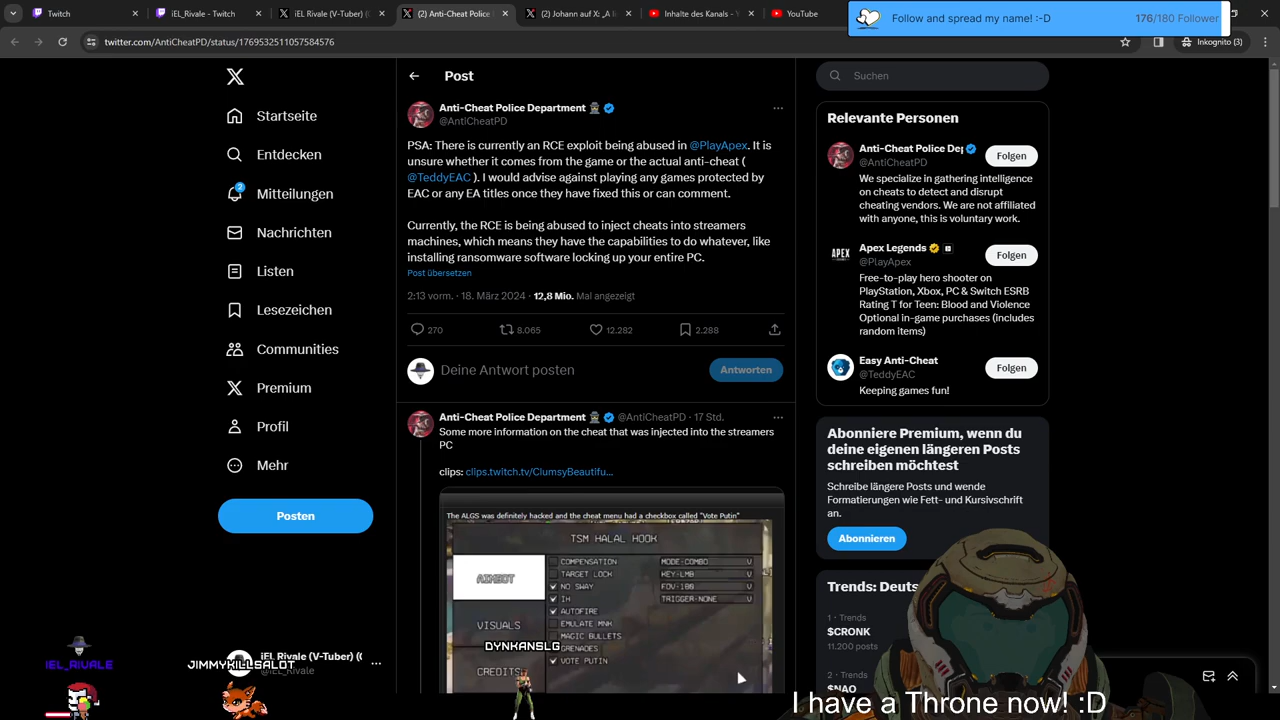 Twitch
iEL_Rivale - Twitch
iEL Rivale (V-Tuber) (
(2) Anti-Cheat Police
(2) Johann auf X: „A l
Inhalte des Kanals - Y
YouTube
Follow and spread my name! :-D
176/180 Follower
twitter.com/AntiCheatPD/status/1769532511057584576
Inkognito (3)
Startseite
Entdecken
2
Mitteilungen
Nachrichten
Listen
Lesezeichen
Communities
Premium
Profil
Mehr
Posten
iEL Rivale (V-Tuber) (
@iEL_Rivale
iEL_RIVALE
JIMMYKILLSALOT
Post
Anti-Cheat Police Department
@AntiCheatPD
PSA: There is currently an RCE exploit being abused in @PlayApex. It is
unsure whether it comes from the game or the actual anti-cheat (
@TeddyEAC ). I would advise against playing any games protected by
EAC or any EA titles once they have fixed this or can comment.
Currently, the RCE is being abused to inject cheats into streamers
machines, which means they have the capabilities to do whatever, like
installing ransomware software locking up your entire PC.
Post übersetzen
2:13 vorm. · 18. März 2024 · 12,8 Mio. Mal angezeigt
270
8.065
12.282
2.288
Deine Antwort posten
Antworten
Anti-Cheat Police Department @AntiCheatPD · 17 Std.
Some more information on the cheat that was injected into the streamers
PC
clips: clips.twitch.tv/ClumsyBeautifu...
The ALGS was definitely hacked and the cheat menu had a checkbox called "Vote Putin"
TSM HALAL HOOK
AIMBOT
VISUALS
CREDITS
COMPENSATION
TARGET LOCK
NO SWAY
IH
AUTOFIRE
EMULATE MNK
MAGIC BULLETS
GRENADES
VOTE PUTIN
MODE-COMBO V
KEY-LMB V
FOV-180 V
TRIGGER-NONE V
DYNKANSLG
Suchen
Relevante Personen
Anti-Cheat Police De
@AntiCheatPD
Folgen
We specialize in gathering intelligence
on cheats to detect and disrupt
cheating vendors. We are not affiliated
with anyone, this is voluntary work.
APEX
Apex Legends
@PlayApex
Folgen
Free-to-play hero shooter on
PlayStation, Xbox, PC & Switch ESRB
Rating T for Teen: Blood and Violence
Optional in-game purchases (includes
random items)
Easy Anti-Cheat
@TeddyEAC
Folgen
Keeping games fun!
Abonniere Premium, wenn du
deine eigenen längeren Posts
schreiben möchtest
Schreibe längere Posts und wende
Formatierungen wie Fett- und Kursivschrift
an.
Abonnieren
Trends: Deuts
1 · Trends
$CRONK
11.200 posts
2 · Trends
$NAO
I have a Throne now! :D